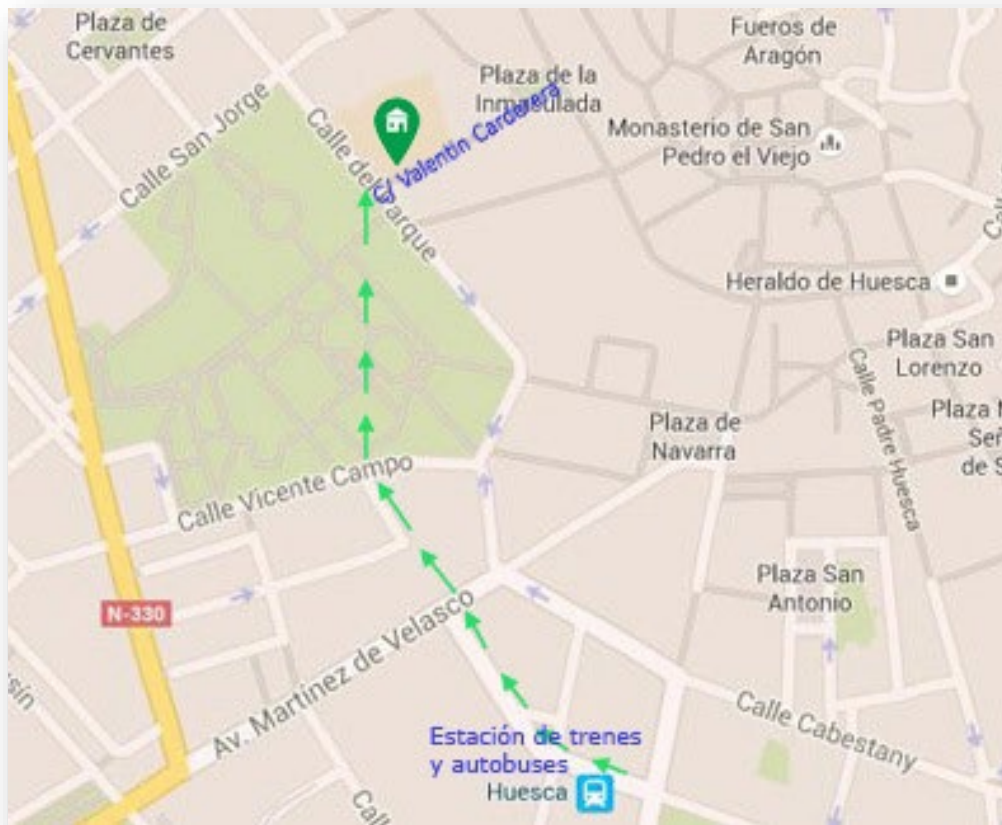 Plaza de
Cervantes
Fueros de
Aragón
Plaza de la
Inmaculada
C/ Valentín Carderera
Calle San Jorge
Calle del Parque
Monasterio de San
Pedro el Viejo
Heraldo de Huesca
Plaza San
Lorenzo
Calle Padre Huesca
Plaza de
Navarra
Calle Vicente Campo
Plaza San
Antonio
N-330
Av. Martínez de Velasco
Calle Cabestany
Estación de trenes
y autobuses
Huesca
Calle